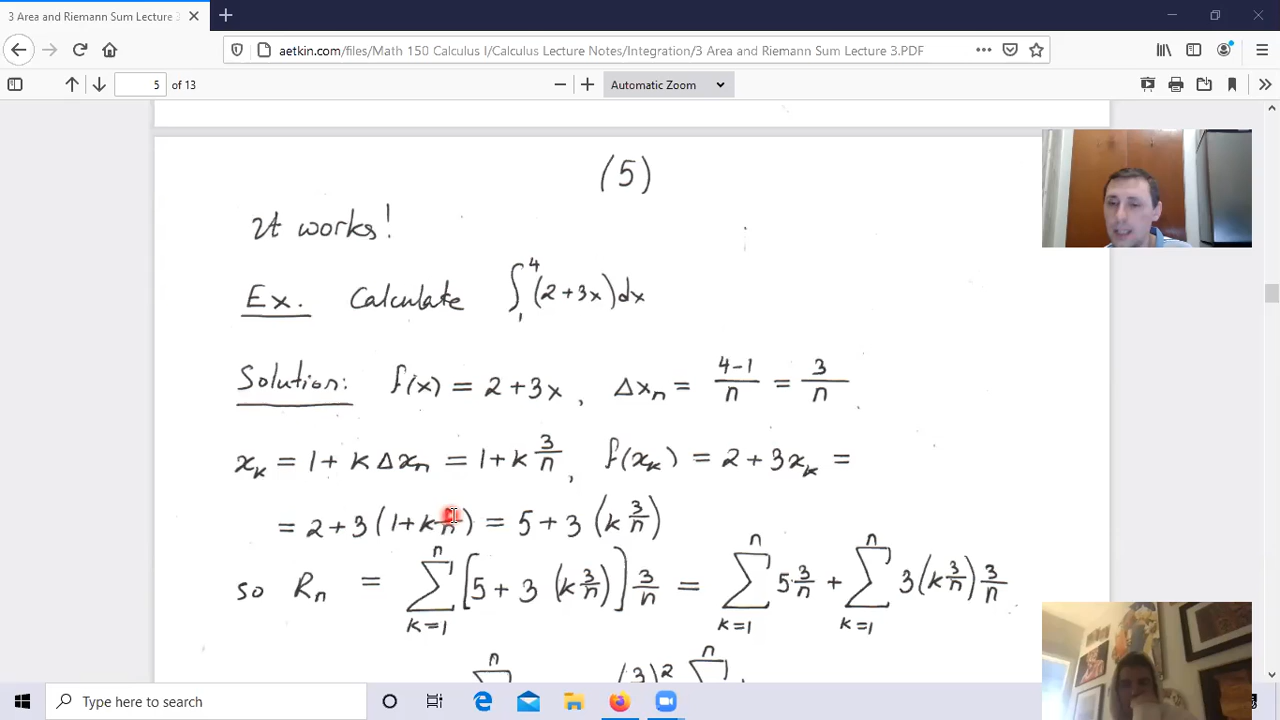 3 Area and Riemann Sum Lecture 3
aetkin.com/files/Math 150 Calculus I/Calculus Lecture Notes/Integration/3 Area and Riemann Sum Lecture 3.PDF
5 of 13
Automatic Zoom
(5)
It works!
Ex. Calculate ∫₁⁴ (2+3x)dx
Solution: f(x) = 2+3x, Δxₙ = (4-1)/n = 3/n
xₖ = 1+ k Δxₙ = 1+k 3/n, f(xₖ) = 2 + 3xₖ =
= 2+3(1+k 3/n) = 5+3 (k 3/n)
so Rₙ = ∑_{k=1}^{n} [5+3 (k 3/n)] 3/n = ∑_{k=1}^{n} 5·3/n + ∑_{k=1}^{n} 3(k 3/n) 3/n
Type here to search